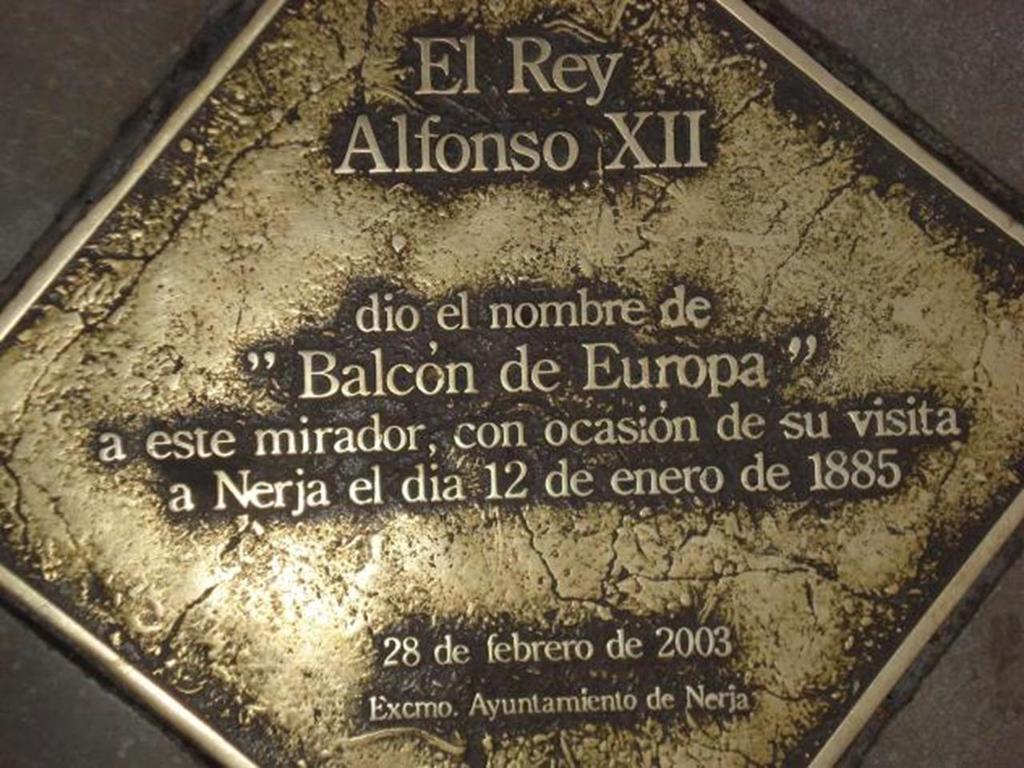 El Rey
Alfonso XII
dio el nombre de
” Balcón de Europa ”
a este mirador, con ocasión de su visita
a Nerja el dia 12 de enero de 1885
28 de febrero de 2003
Excmo. Ayuntamiento de Nerja